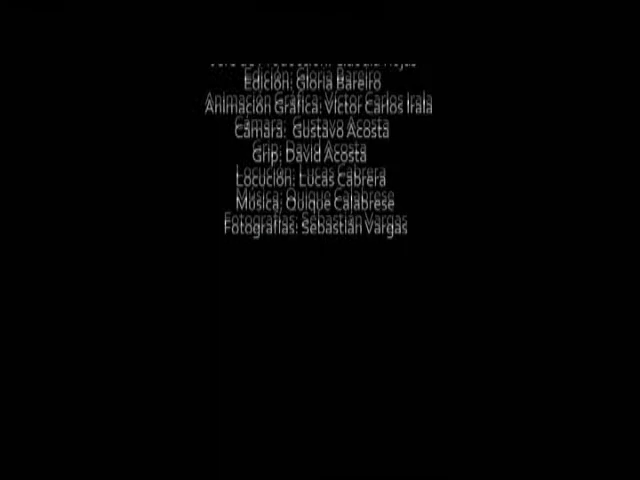 Edición: Gloria Bareiro
Animación Gráfica: Víctor Carlos Irala
Cámara: Gustavo Acosta
Grip: David Acosta
Locución: Lucas Cabrera
Música: Quique Calabrese
Fotografías: Sebastián Vargas